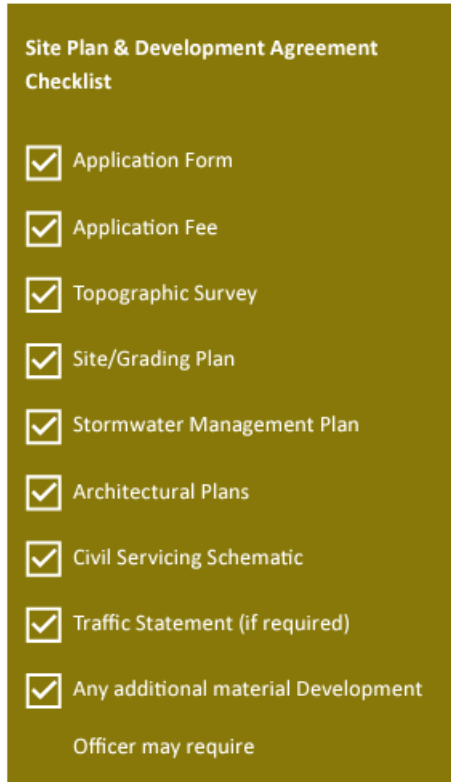 Site Plan & Development Agreement
Checklist
Application Form
Application Fee
Topographic Survey
Site/Grading Plan
Stormwater Management Plan
Architectural Plans
Civil Servicing Schematic
Traffic Statement (if required)
Any additional material Development
Officer may require